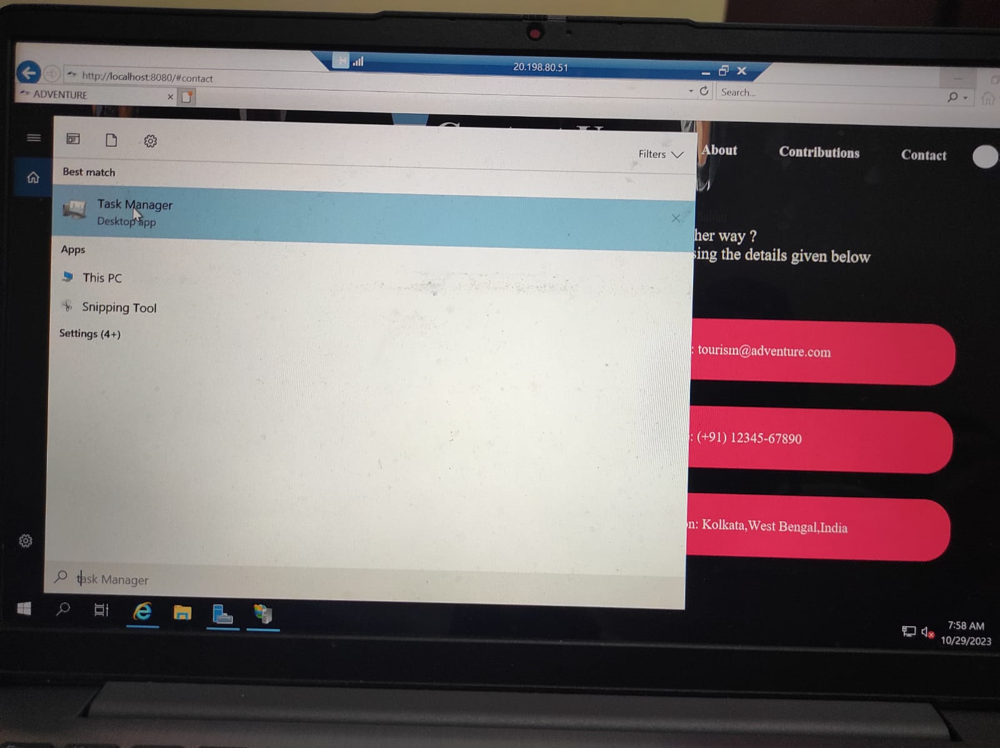 20.198.80.51
http://localhost:8080/#contact
Search...
ADVENTURE
Filters
About
Contributions
Contact
Best match
Task Manager
Desktop app
her way ?
sing the details given below
Apps
This PC
Snipping Tool
Settings (4+)
: tourism@adventure.com
: (+91) 12345-67890
n: Kolkata,West Bengal,India
task Manager
7:58 AM
10/29/2023